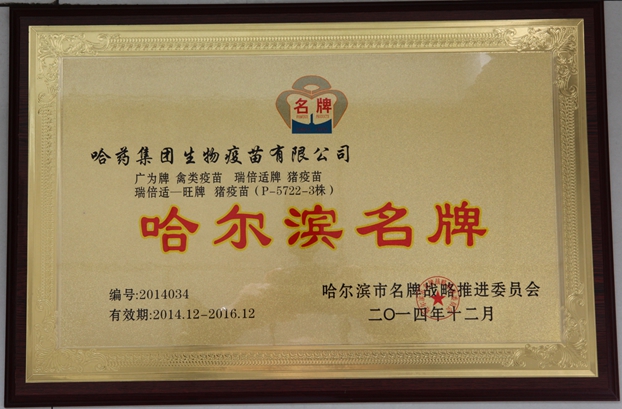 名牌
哈药集团生物疫苗有限公司
广为牌 禽类疫苗 瑞倍适牌 猪疫苗
瑞倍适—旺牌 猪疫苗(P-5722-3株)
哈尔滨名牌
编号:2014034
有效期:2014.12-2016.12
哈尔滨市名牌战略推进委员会
二〇一四年十二月